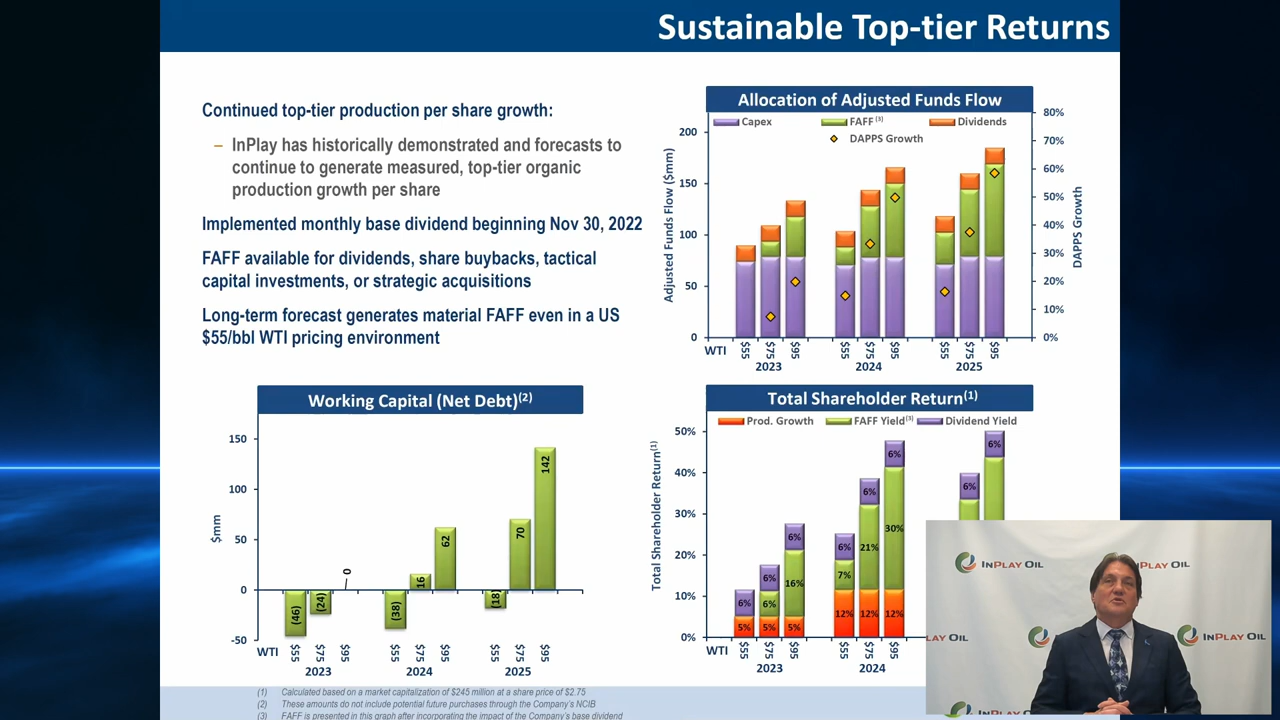 Sustainable Top-tier Returns
Continued top-tier production per share growth:
– InPlay has historically demonstrated and forecasts to
continue to generate measured, top-tier organic
production growth per share
Implemented monthly base dividend beginning Nov 30, 2022
FAFF available for dividends, share buybacks, tactical
capital investments, or strategic acquisitions
Long-term forecast generates material FAFF even in a US
$55/bbl WTI pricing environment
Allocation of Adjusted Funds Flow
Capex FAFF (3) Dividends
DAPPS Growth
Adjusted Funds Flow ($mm)
200
150
100
50
0
80%
70%
60%
50%
40%
30%
20%
10%
0%
DAPPS Growth
WTI $55 $75 $95 $55 $75 $95 $55 $75 $95
2023 2024 2025
Working Capital (Net Debt)(2)
$mm
150
100
50
0
-50
(46) (24) 0 (38) 16 62 (18) 70 142
WTI $55 $75 $95 $55 $75 $95 $55 $75 $95
2023 2024 2025
Total Shareholder Return(1)
Prod. Growth FAFF Yield(3) Dividend Yield
Total Shareholder Return(1)
50%
40%
30%
20%
10%
0%
6% 6% 6% 6% 6% 6% 6% 6%
6% 16% 7% 21% 30%
5% 5% 5% 12% 12% 12%
WTI $55 $75 $95 $55 $75 $95
2023 2024
(1) Calculated based on a market capitalization of $245 million at a share price of $2.75
(2) These amounts do not include potential future purchases through the Company's NCIB
(3) FAFF is presented in this graph after incorporating the impact of the Company's base dividend
INPLAY OIL
INPLAY OIL
LAY OIL
INPLAY OIL